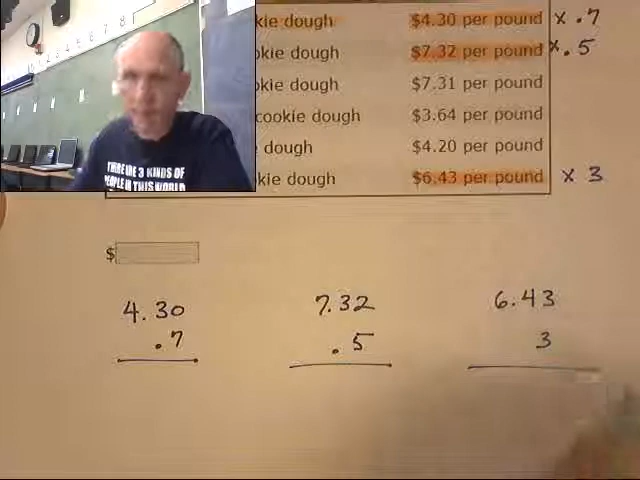 kie dough $4.30 per pound x .7
okie dough $7.32 per pound x .5
kie dough $7.31 per pound
cookie dough $3.64 per pound
dough $4.20 per pound
kie dough $6.43 per pound x 3
THERE ARE 3 KINDS OF
PEOPLE IN THIS WORLD
$
4.30 7.32 6.43
.7 .5 3